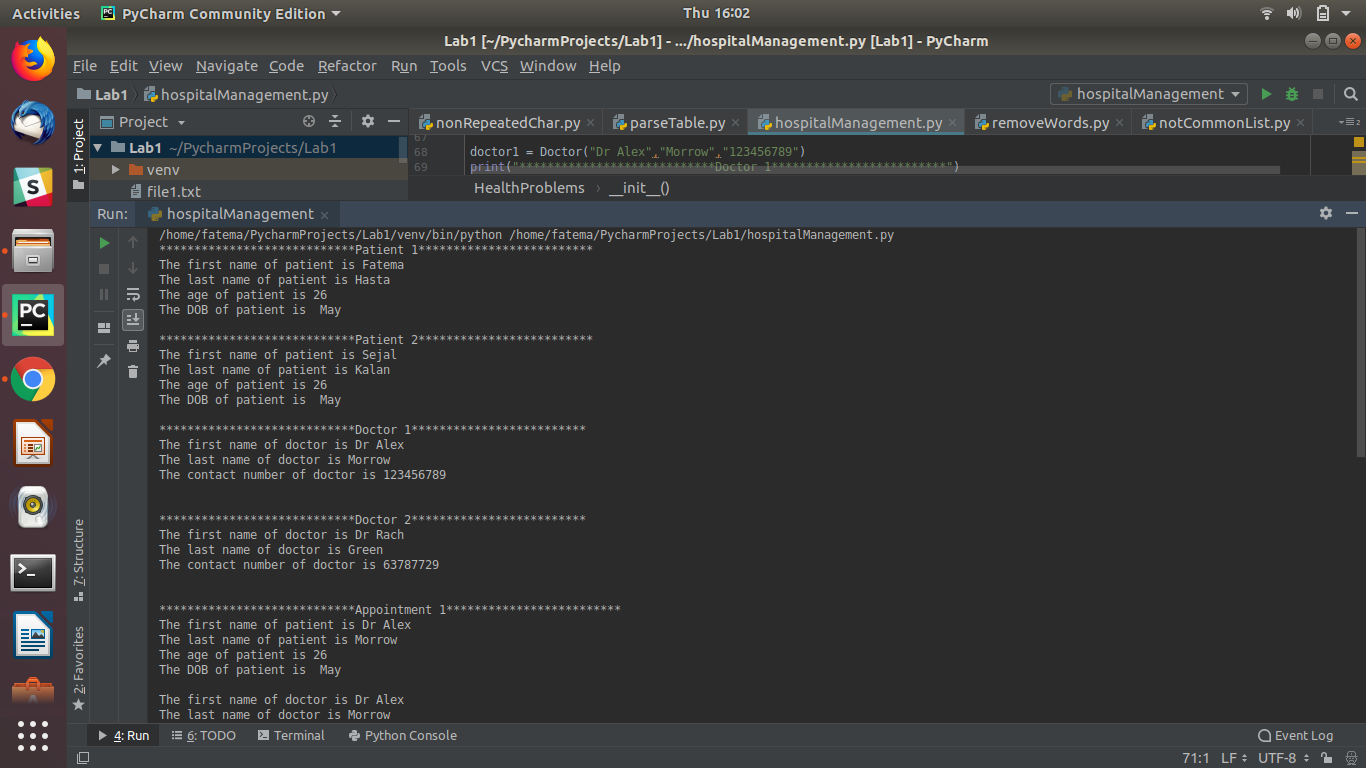 Activities PyCharm Community Edition Thu 16:02
Lab1 [~/PycharmProjects/Lab1] - .../hospitalManagement.py [Lab1] - PyCharm
File Edit View Navigate Code Refactor Run Tools VCS Window Help
Lab1 hospitalManagement.py hospitalManagement
Project nonRepeatedChar.py parseTable.py hospitalManagement.py removeWords.py notCommonList.py
1: Project
Lab1 ~/PycharmProjects/Lab1
venv
file1.txt
67
68 doctor1 = Doctor("Dr Alex","Morrow","123456789")
69 print("****************************Doctor 1*************************")
HealthProblems › __init__()
Run: hospitalManagement
/home/fatema/PycharmProjects/Lab1/venv/bin/python /home/fatema/PycharmProjects/Lab1/hospitalManagement.py
****************************Patient 1*************************
The first name of patient is Fatema
The last name of patient is Hasta
The age of patient is 26
The DOB of patient is  May
****************************Patient 2*************************
The first name of patient is Sejal
The last name of patient is Kalan
The age of patient is 26
The DOB of patient is  May
****************************Doctor 1*************************
The first name of doctor is Dr Alex
The last name of doctor is Morrow
The contact number of doctor is 123456789
****************************Doctor 2*************************
The first name of doctor is Dr Rach
The last name of doctor is Green
The contact number of doctor is 63787729
****************************Appointment 1*************************
The first name of patient is Dr Alex
The last name of patient is Morrow
The age of patient is 26
The DOB of patient is  May
The first name of doctor is Dr Alex
The last name of doctor is Morrow
7: Structure
2: Favorites
4: Run 6: TODO Terminal Python Console Event Log
71:1 LF UTF-8